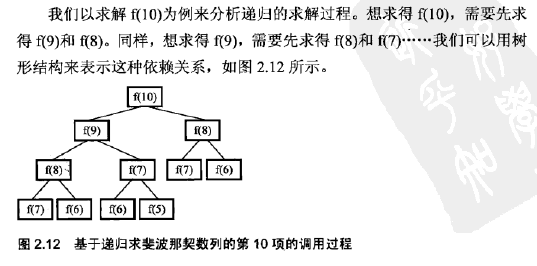 我们以求解 f(10)为例来分析递归的求解过程。想求得 f(10)，需要先求
得 f(9)和 f(8)。同样，想求得 f(9)，需要先求得 f(8)和 f(7)……我们可以用树
形结构来表示这种依赖关系，如图 2.12 所示。
f(10)
f(9) f(8)
f(8) f(7) f(7) f(6)
f(7) f(6) f(6) f(5)
图 2.12 基于递归求斐波那契数列的第 10 项的调用过程